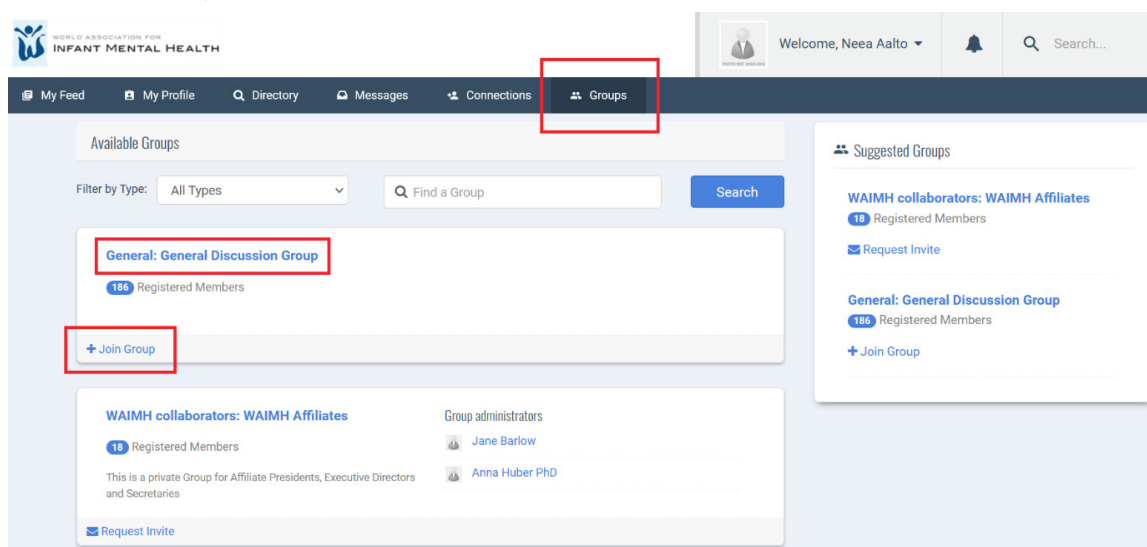 WORLD ASSOCIATION FOR
INFANT MENTAL HEALTH
Welcome, Neea Aalto
Search...
My Feed
My Profile
Directory
Messages
Connections
Groups
Available Groups
Filter by Type:
All Types
Find a Group
Search
General: General Discussion Group
186 Registered Members
+ Join Group
WAIMH collaborators: WAIMH Affiliates
18 Registered Members
This is a private Group for Affiliate Presidents, Executive Directors
and Secretaries
Group administrators
Jane Barlow
Anna Huber PhD
Request Invite
Suggested Groups
WAIMH collaborators: WAIMH Affiliates
18 Registered Members
Request Invite
General: General Discussion Group
186 Registered Members
+ Join Group